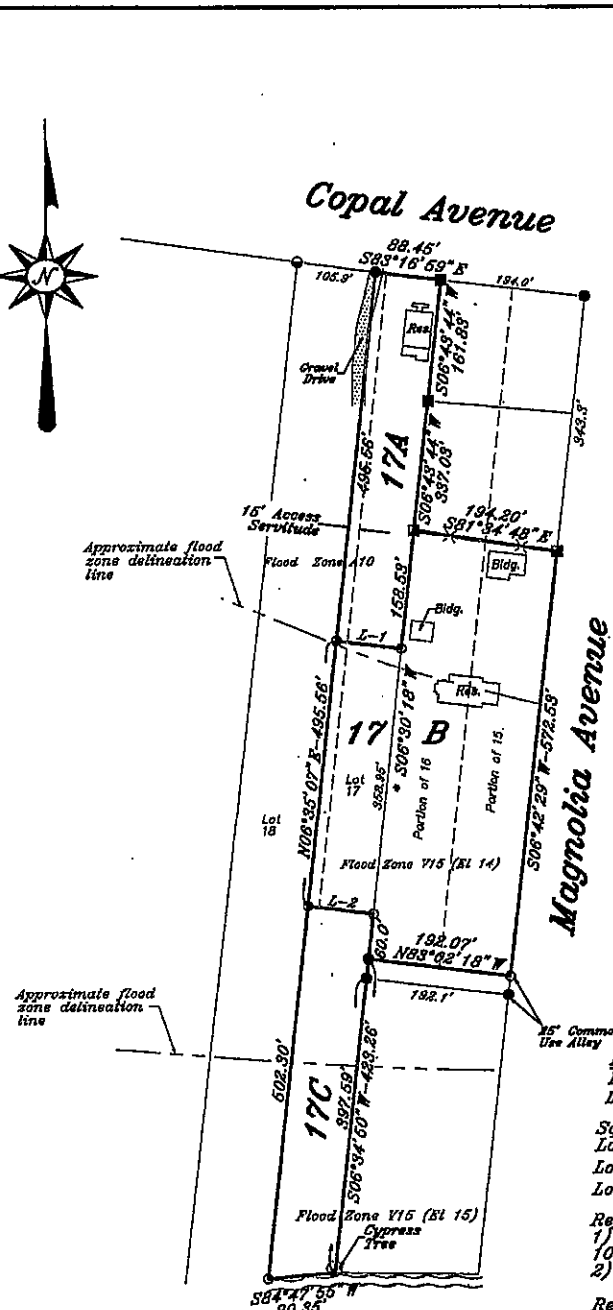 Copal Avenue
N
88.45'
S83°16'59"E
105.9'
194.0'
Res.
S06°43'44"W
161.83'
Gravel
Drive
343.3'
17A
S06°43'44"W
337.03'
15' Access
Servitude
194.20'
S81°34'48"E
Approximate flood
zone delineation
line
Flood Zone A10
158.53'
Bldg.
Bldg.
L-1
Res.
* S06°30'18"W
358.95'
17 B
Lot
17
Portion of 16
Portion of 15.
Magnolia Avenue
S06°42'29"W-572.53'
N06°35'07"E-495.56'
Lot
18
Flood Zone V15 (El 14)
L-2
60.0'
192.07'
N83°02'18"W
192.1'
Use Alley
Approximate flood
zone delineation
line
502.30'
17C
397.59'
S06°34'50"W-423.26'
Flood Zone V15 (El 15)
Cypress
Tree
S84°47'55"W